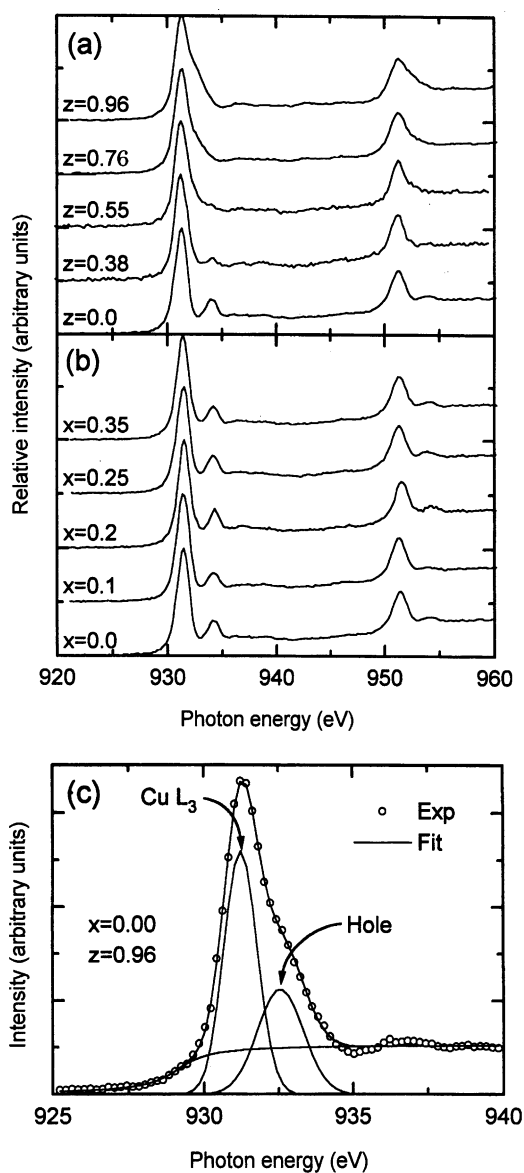 (a)
z=0.96
z=0.76
z=0.55
z=0.38
z=0.0
(b)
x=0.35
x=0.25
x=0.2
x=0.1
x=0.0
Relative intensity (arbitrary units)
920 930 940 950 960
Photon energy (eV)
(c)
Cu L3
Exp
Fit
x=0.00
z=0.96
Hole
Intensity (arbitrary units)
925 930 935 940
Photon energy (eV)